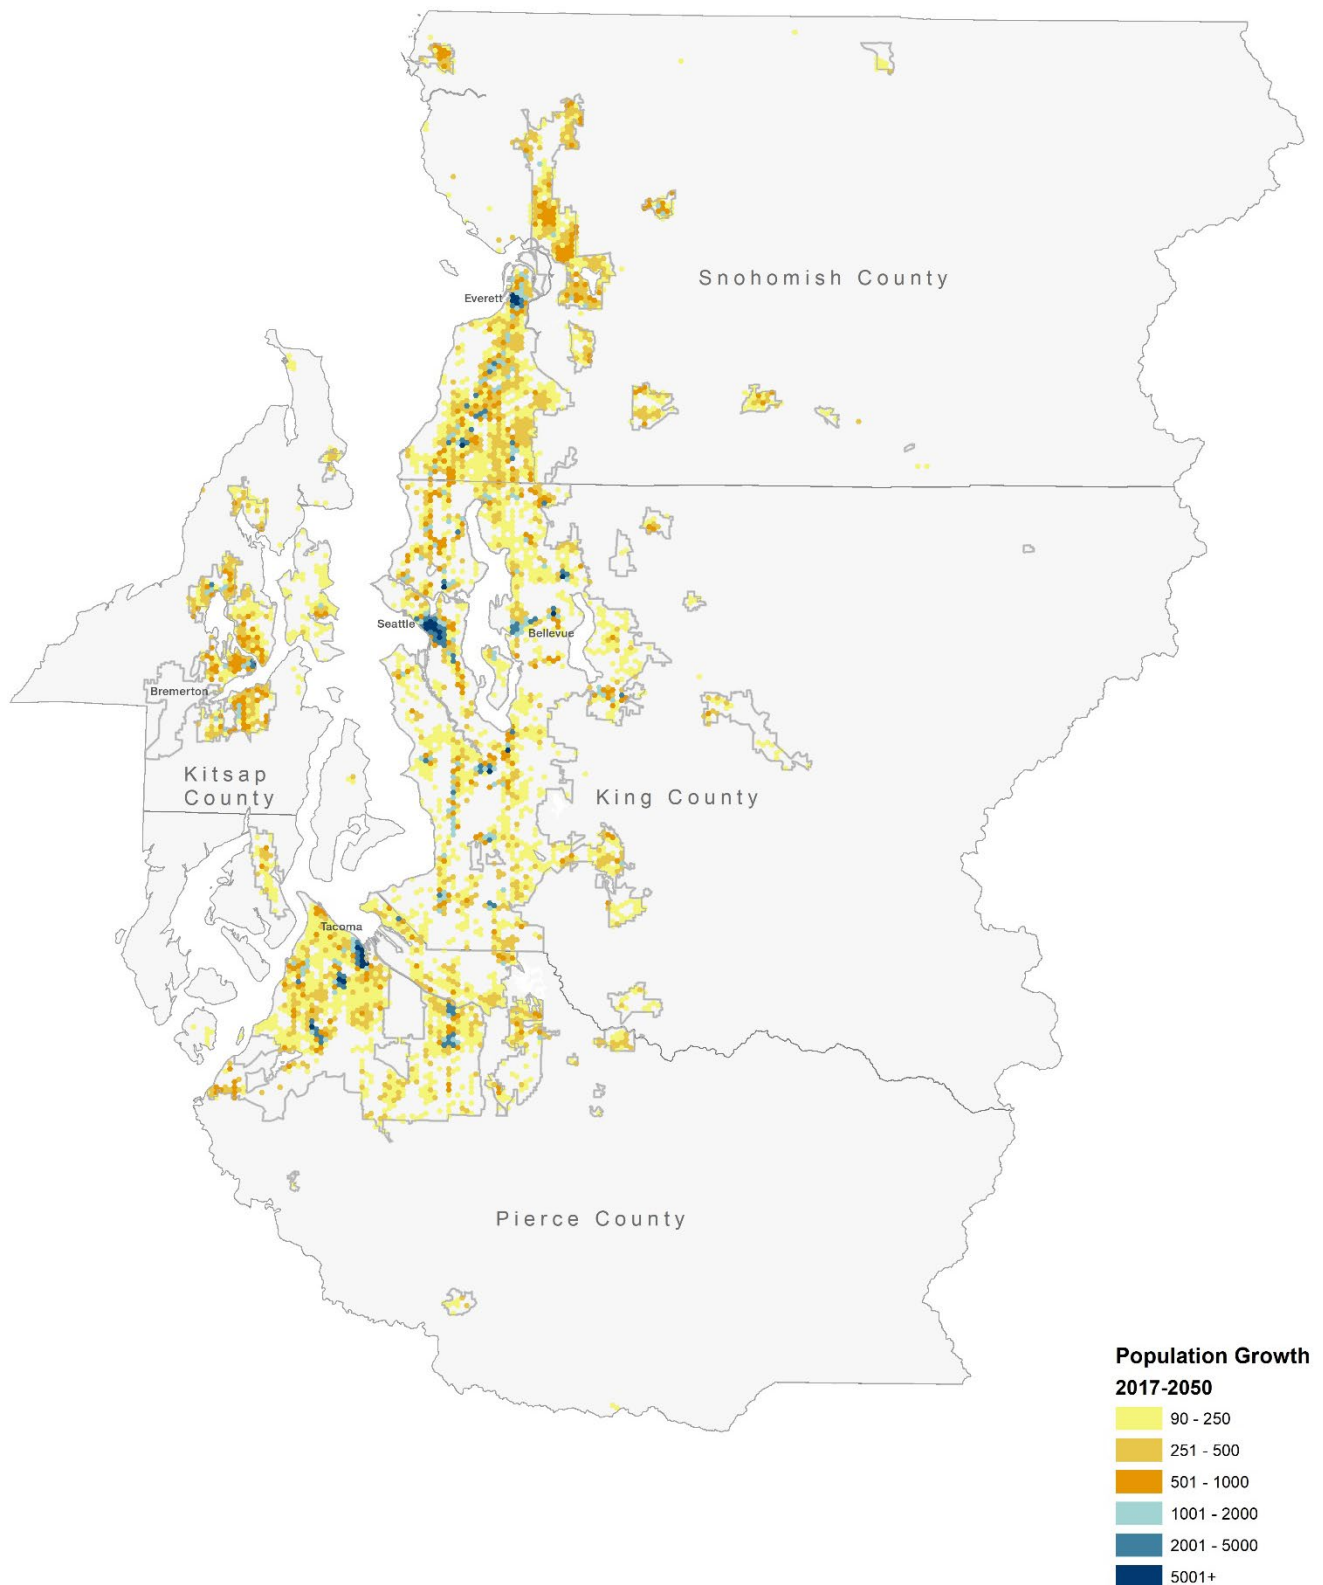 Snohomish County
Everett
Seattle
Bellevue
Bremerton
Kitsap
County
King County
Tacoma
Pierce County
Population Growth
2017-2050
90 - 250
251 - 500
501 - 1000
1001 - 2000
2001 - 5000
5001+